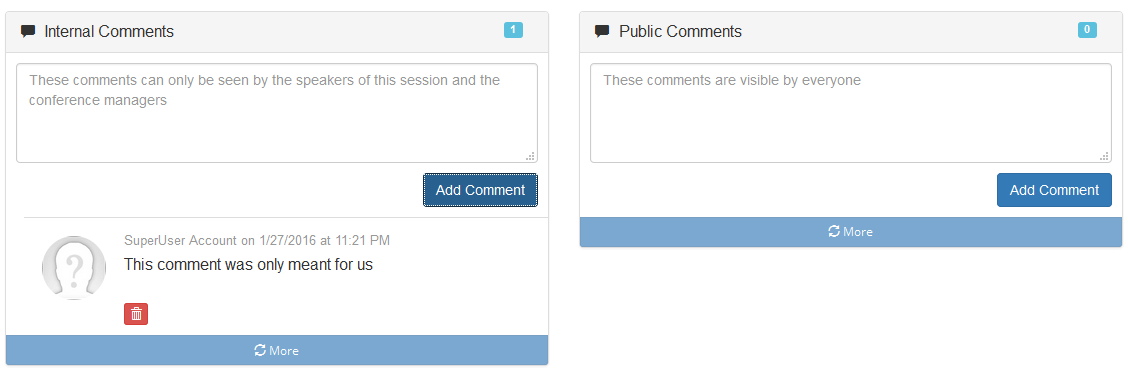 Internal Comments 1
These comments can only be seen by the speakers of this session and the
conference managers
Add Comment
SuperUser Account on 1/27/2016 at 11:21 PM
This comment was only meant for us
More
Public Comments 0
These comments are visible by everyone
Add Comment
More